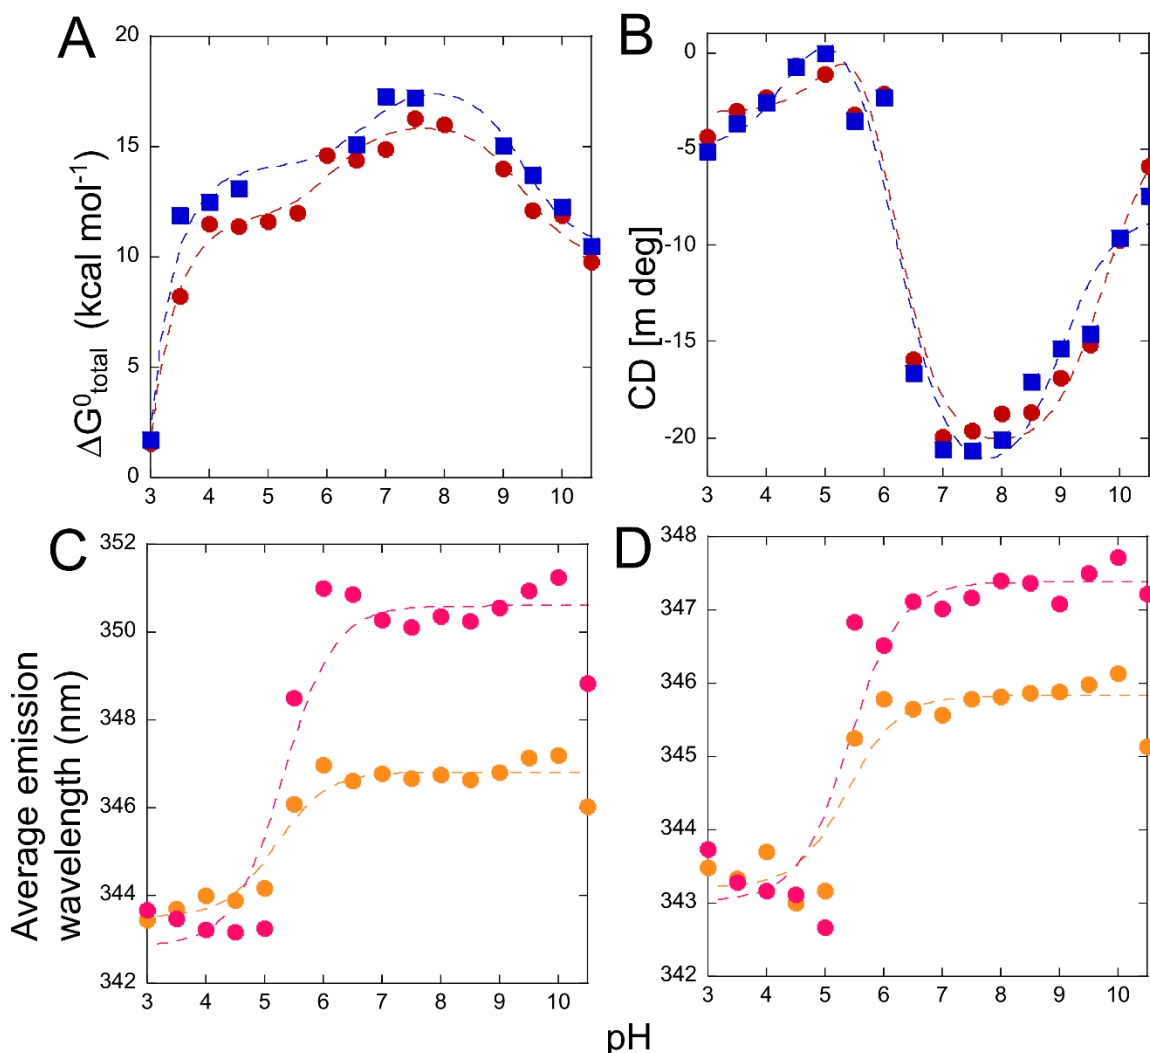 A
20
15
10
5
0
ΔG⁰total (kcal mol⁻¹)
3 4 5 6 7 8 9 10
B
0
-5
-10
-15
-20
CD [m deg]
3 4 5 6 7 8 9 10
C
352
350
348
346
344
342
Average emission
wavelength (nm)
3 4 5 6 7 8 9 10
D
348
347
346
345
344
343
342
3 4 5 6 7 8 9 10
pH